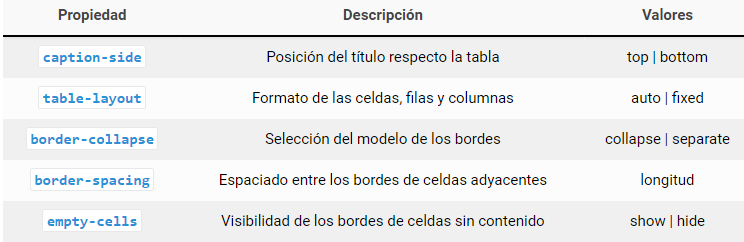 Propiedad Descripción Valores
caption-side Posición del título respecto la tabla top | bottom
table-layout Formato de las celdas, filas y columnas auto | fixed
border-collapse Selección del modelo de los bordes collapse | separate
border-spacing Espaciado entre los bordes de celdas adyacentes longitud
empty-cells Visibilidad de los bordes de celdas sin contenido show | hide